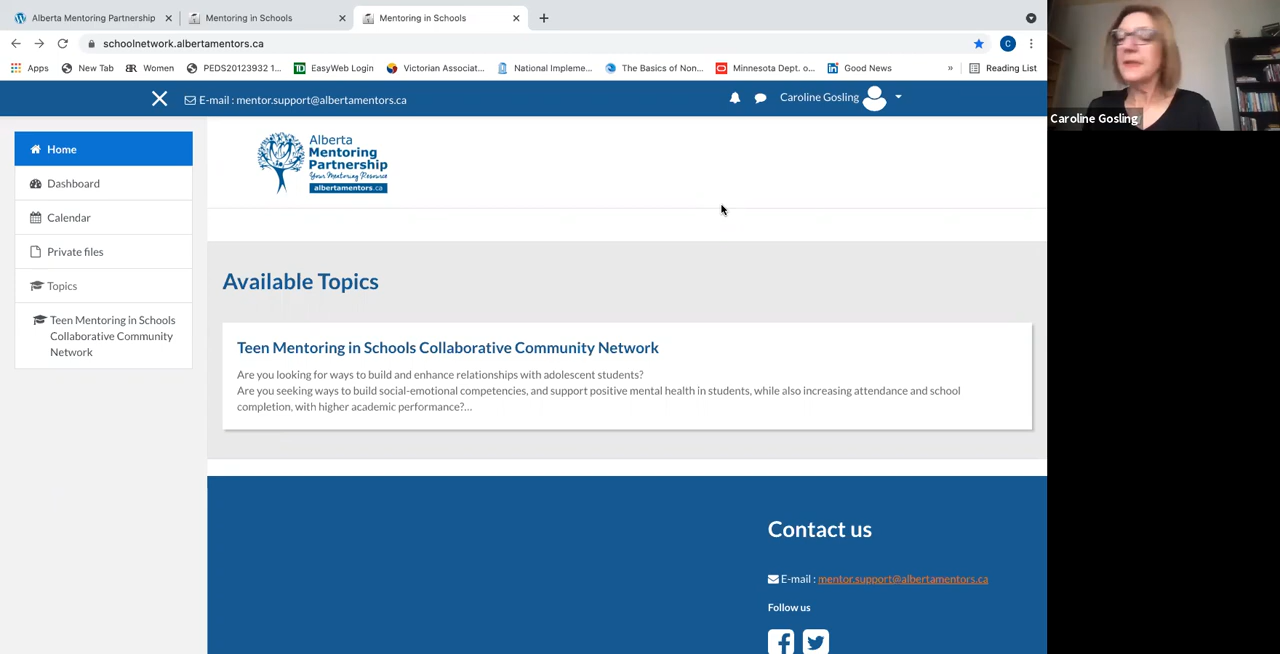 Alberta Mentoring Partnership
Mentoring in Schools
Mentoring in Schools
schoolnetwork.albertamentors.ca
C
Apps
New Tab
Women
PEDS20123932 1...
EasyWeb Login
Victorian Associat...
National Impleme...
The Basics of Non...
Minnesota Dept. o...
Good News
»
Reading List
E-mail : mentor.support@albertamentors.ca
Caroline Gosling
Caroline Gosling
Home
Dashboard
Calendar
Private files
Topics
Teen Mentoring in Schools
Collaborative Community
Network
Alberta
Mentoring
Partnership
Your Mentoring Resource
albertamentors.ca
Available Topics
Teen Mentoring in Schools Collaborative Community Network
Are you looking for ways to build and enhance relationships with adolescent students?
Are you seeking ways to build social-emotional competencies, and support positive mental health in students, while also increasing attendance and school
completion, with higher academic performance?...
Contact us
E-mail : mentor.support@albertamentors.ca
Follow us